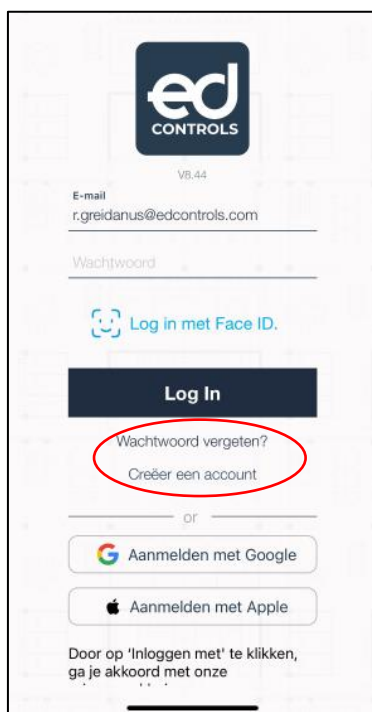 ed
CONTROLS
V8.44
E-mail
r.greidanus@edcontrols.com
Wachtwoord
Log in met Face ID.
Log In
Wachtwoord vergeten?
Creëer een account
or
Aanmelden met Google
Aanmelden met Apple
Door op 'Inloggen met' te klikken,
ga je akkoord met onze